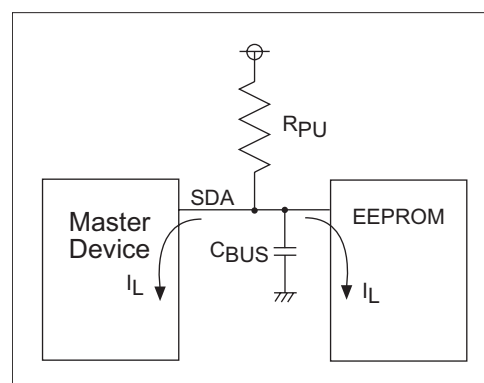 RPU
SDA
Master
Device
EEPROM
CBUS
IL
IL